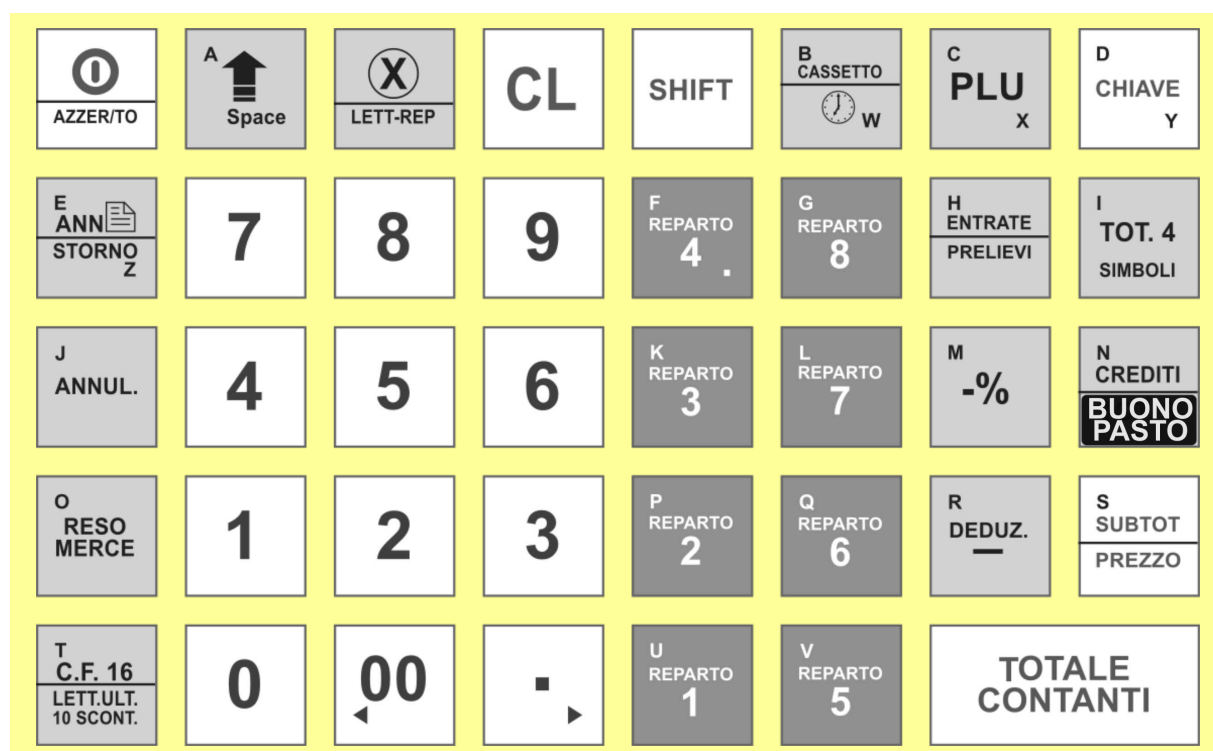 AZZER/TO
A
Space
X
LETT-REP
CL
SHIFT
B
CASSETTO
W
C
PLU
X
D
CHIAVE
Y
E
ANN
STORNO
Z
7
8
9
F
REPARTO
4 .
G
REPARTO
8
H
ENTRATE
PRELIEVI
I
TOT. 4
SIMBOLI
J
ANNUL.
4
5
6
K
REPARTO
3
L
REPARTO
7
M
-%
N
CREDITI
BUONO
PASTO
O
RESO
MERCE
1
2
3
P
REPARTO
2
Q
REPARTO
6
R
DEDUZ.
—
S
SUBTOT
PREZZO
T
C.F. 16
LETT.ULT.
10 SCONT.
0
00
.
U
REPARTO
1
V
REPARTO
5
TOTALE
CONTANTI